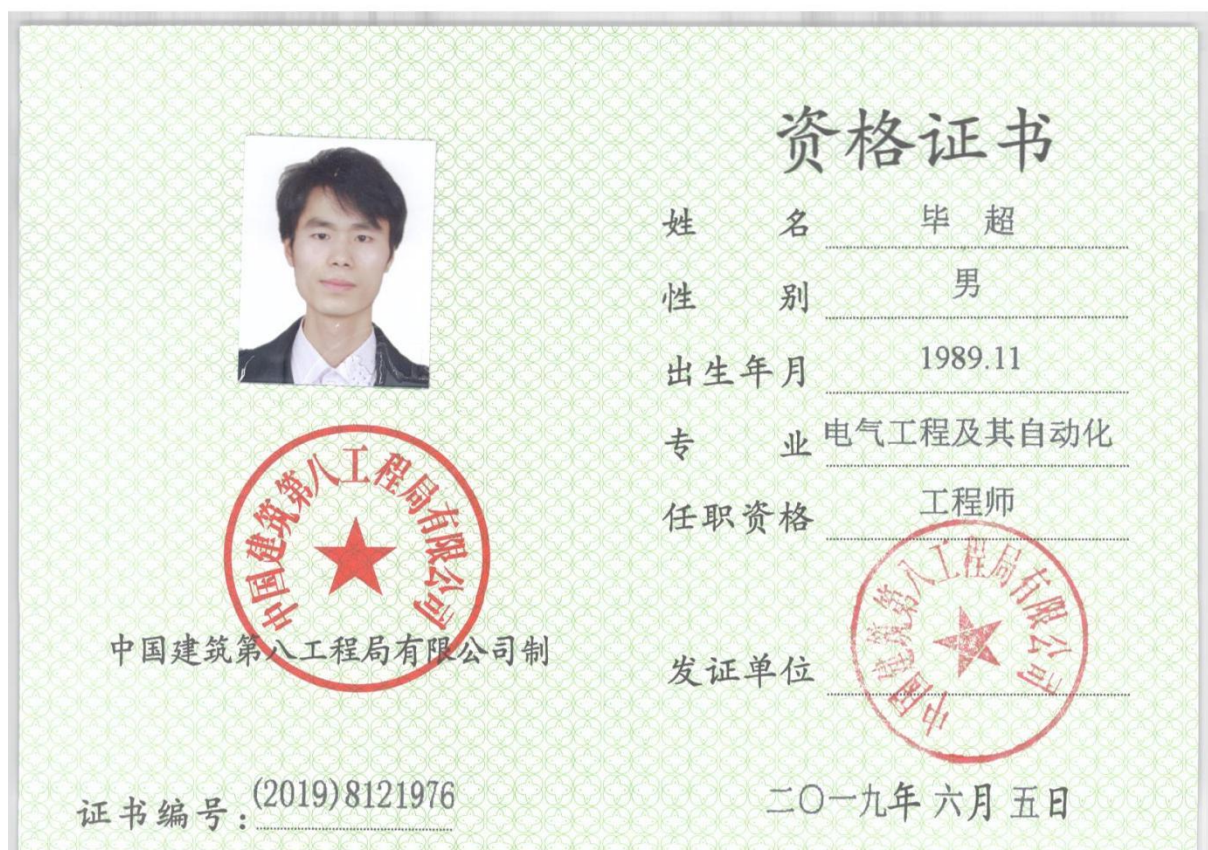 中国建筑第八工程局有限公司
中国建筑第八工程局有限公司制
证书编号:(2019)8121976
资格证书
姓 名 毕 超
性 别 男
出生年月 1989.11
专 业 电气工程及其自动化
任职资格 工程师
发证单位
中国建筑第八工程局有限公司
二〇一九年六月五日